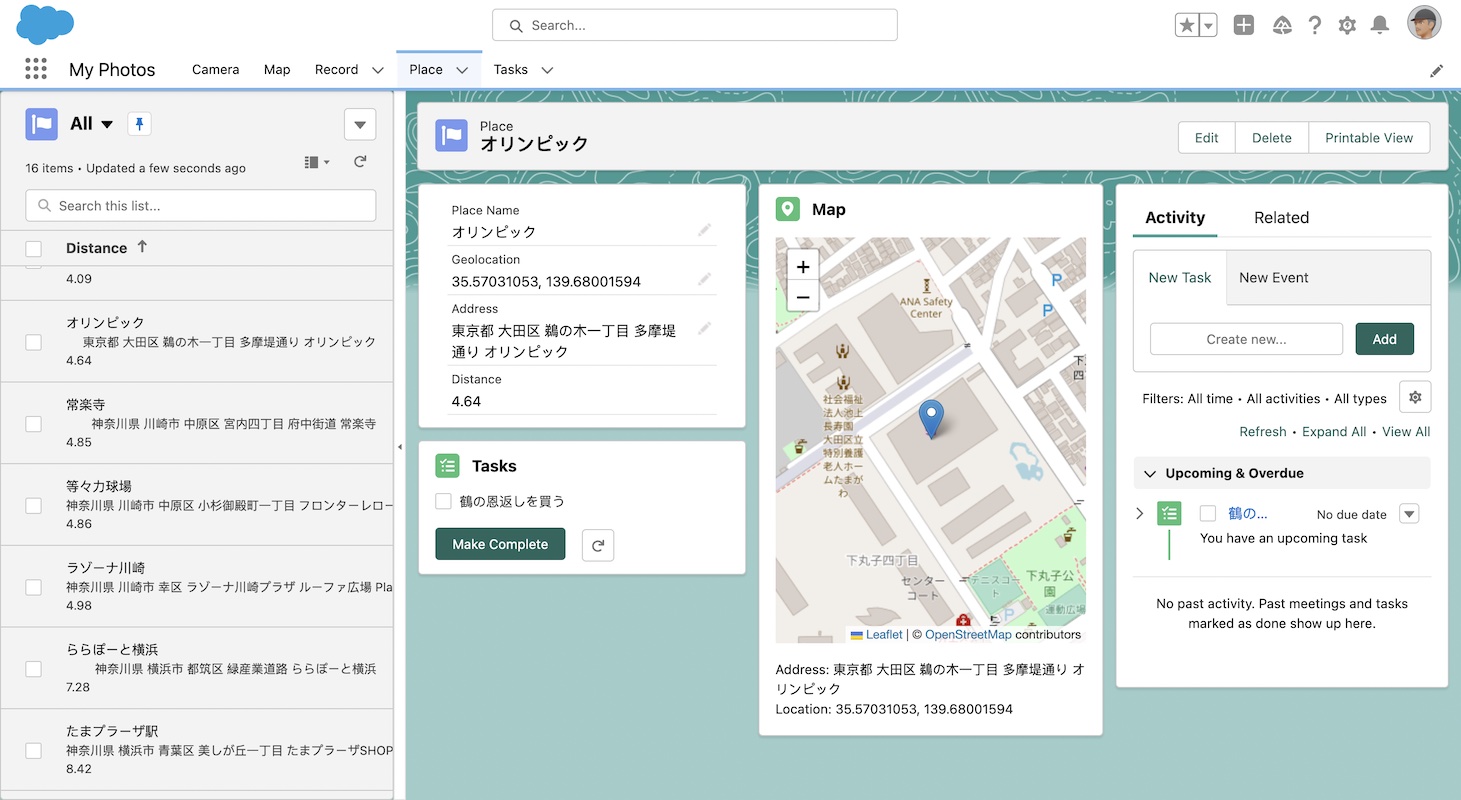 Search...
My Photos
Camera
Map
Record
Place
Tasks
All
16 items • Updated a few seconds ago
Search this list...
Distance ↑
4.09
オリンピック
東京都 大田区 鵜の木一丁目 多摩堤通り オリンピック
4.64
常楽寺
神奈川県 川崎市 中原区 宮内四丁目 府中街道 常楽寺
4.85
等々力球場
神奈川県 川崎市 中原区 小杉御殿町一丁目 フロンターレロー
4.86
ラゾーナ川崎
神奈川県 川崎市 幸区 ラゾーナ川崎プラザ ルーファ広場 Pla
4.98
ららぽーと横浜
神奈川県 横浜市 都筑区 緑産業道路 ららぽーと横浜
7.28
たまプラーザ駅
神奈川県 横浜市 青葉区 美しが丘一丁目 たまプラーザSHOP
8.42
Place
オリンピック
Edit
Delete
Printable View
Place Name
オリンピック
Geolocation
35.57031053, 139.68001594
Address
東京都 大田区 鵜の木一丁目 多摩堤
通り オリンピック
Distance
4.64
Tasks
鶴の恩返しを買う
Make Complete
Map
+
−
ANA Safety
Center
P
P
下
四
社会福祉
法人池上
長寿園
大田区立
特別養護
老人ホー
ムたまが
わ
下丸子四丁目
センター
コート
テニスコー
ト
下丸子公
園
運動広場
P
Leaflet | © OpenStreetMap contributors
Address: 東京都 大田区 鵜の木一丁目 多摩堤通り オ
リンピック
Location: 35.57031053, 139.68001594
Activity
Related
New Task
New Event
Create new...
Add
Filters: All time • All activities • All types
Refresh • Expand All • View All
Upcoming & Overdue
鶴の...
No due date
You have an upcoming task
No past activity. Past meetings and tasks
marked as done show up here.